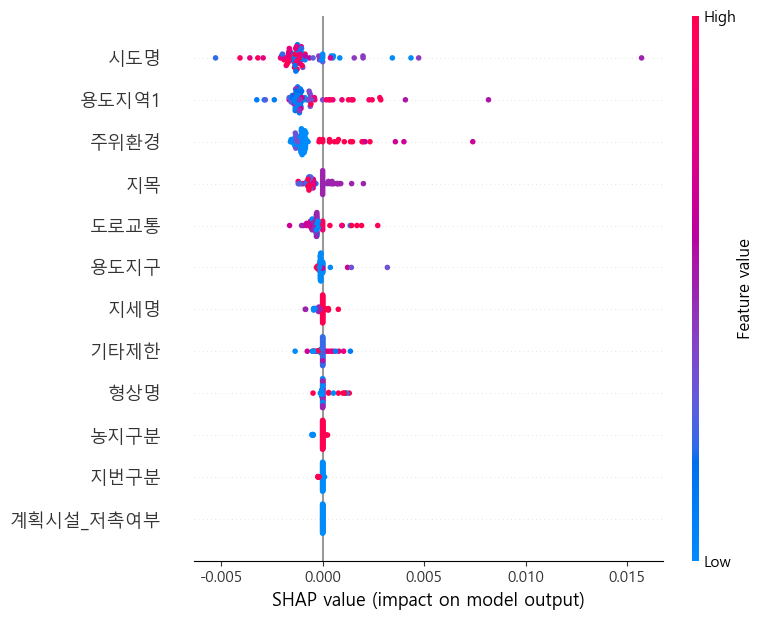 High
시도명
용도지역1
주위환경
지목
도로교통
용도지구
지세명
기타제한
형상명
농지구분
지번구분
계획시설_저촉여부
Feature value
Low
-0.005 0.000 0.005 0.010 0.015
SHAP value (impact on model output)